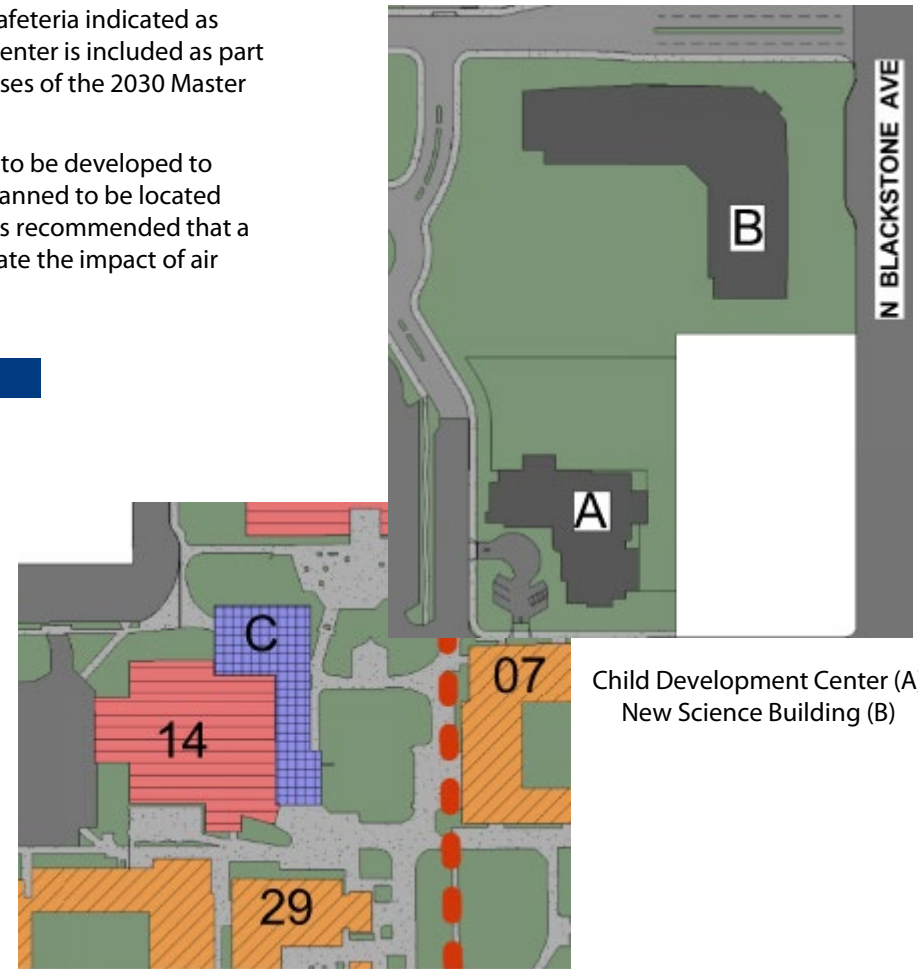 afeteria indicated as
enter is included as part
ses of the 2030 Master
to be developed to
anned to be located
s recommended that a
ate the impact of air
N BLACKSTONE AVE
B
A
C
14
07
29
Child Development Center (A
New Science Building (B)